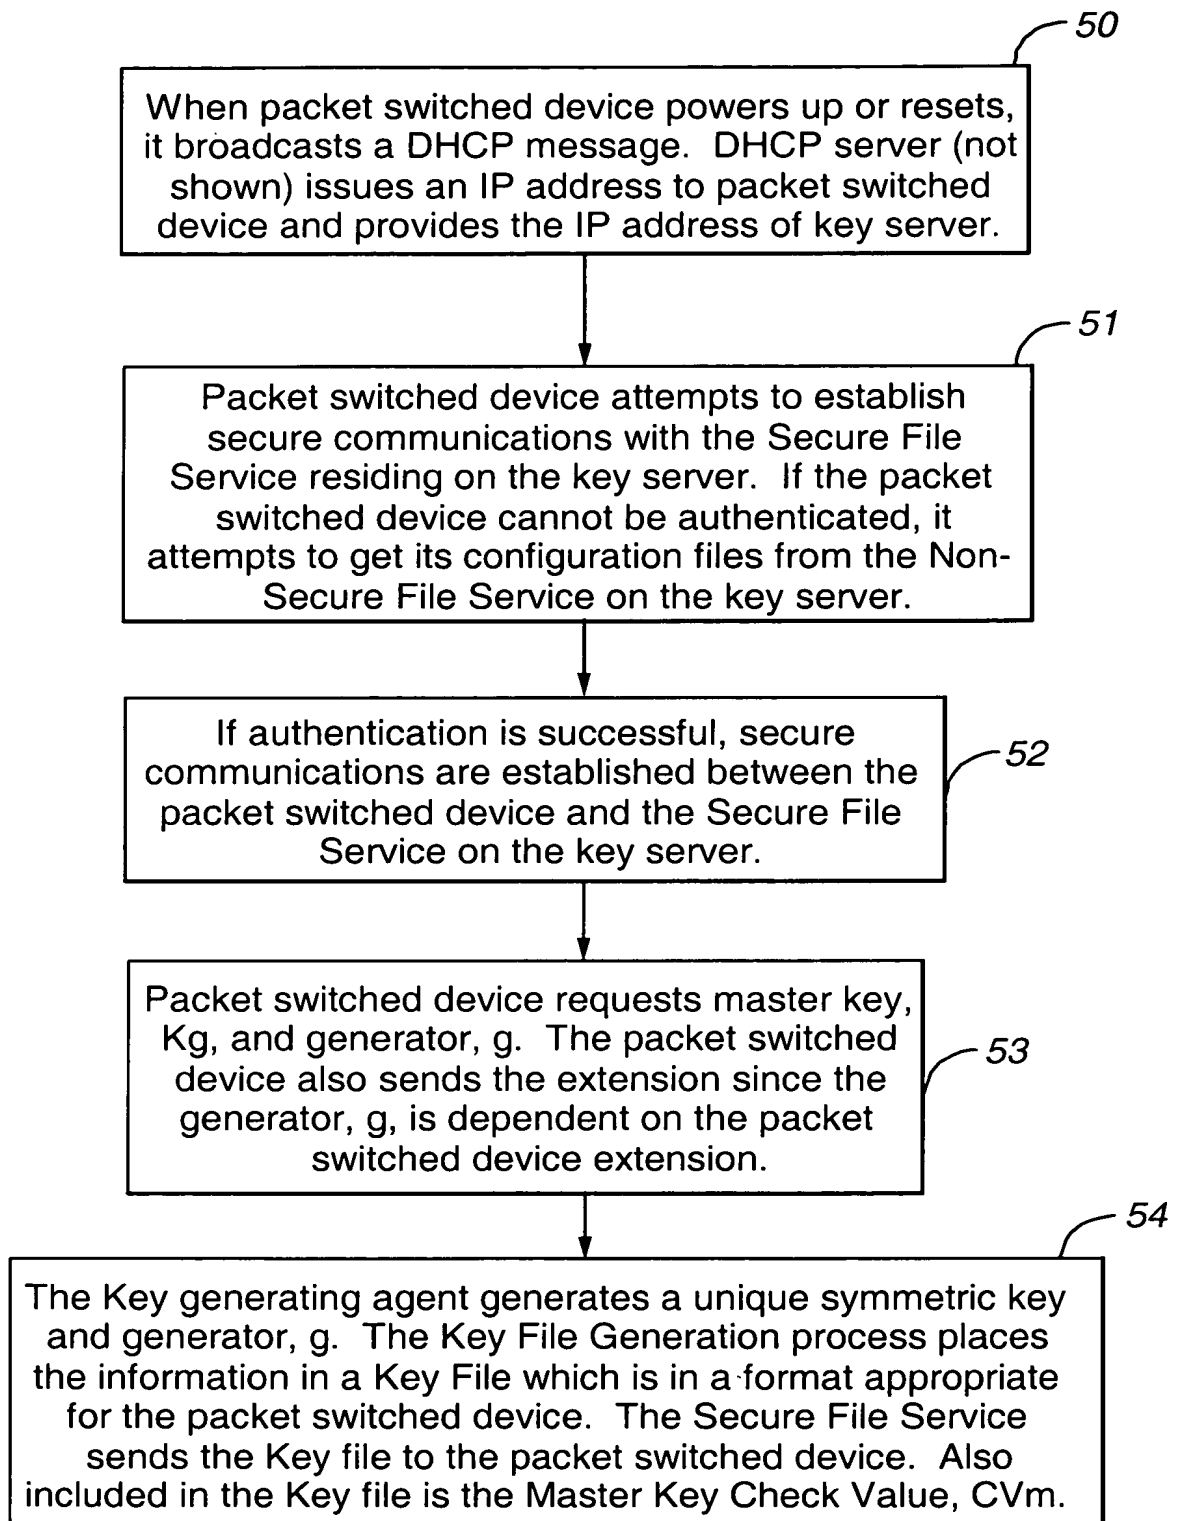 50
When packet switched device powers up or resets,
it broadcasts a DHCP message. DHCP server (not
shown) issues an IP address to packet switched
device and provides the IP address of key server.
51
Packet switched device attempts to establish
secure communications with the Secure File
Service residing on the key server. If the packet
switched device cannot be authenticated, it
attempts to get its configuration files from the Non-
Secure File Service on the key server.
If authentication is successful, secure
communications are established between the
packet switched device and the Secure File
Service on the key server.
52
Packet switched device requests master key,
Kg, and generator, g. The packet switched
device also sends the extension since the
generator, g, is dependent on the packet
switched device extension.
53
54
The Key generating agent generates a unique symmetric key
and generator, g. The Key File Generation process places
the information in a Key File which is in a format appropriate
for the packet switched device. The Secure File Service
sends the Key file to the packet switched device. Also
included in the Key file is the Master Key Check Value, CVm.